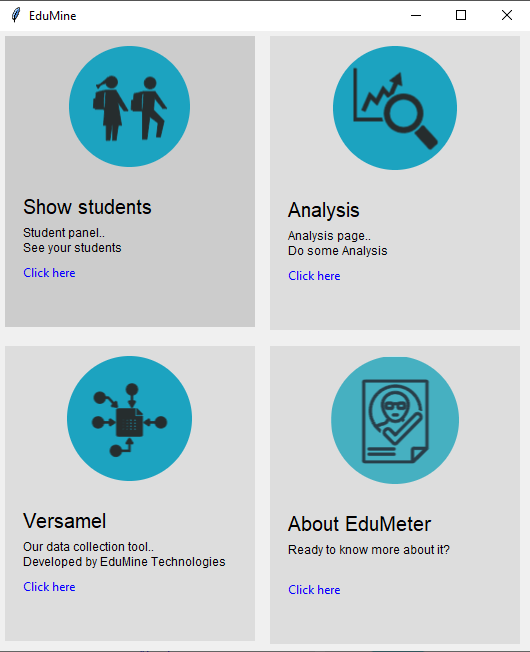 EduMine
Show students
Student panel..
See your students
Click here
Analysis
Analysis page..
Do some Analysis
Click here
Versamel
Our data collection tool..
Developed by EduMine Technologies
Click here
About EduMeter
Ready to know more about it?
Click here